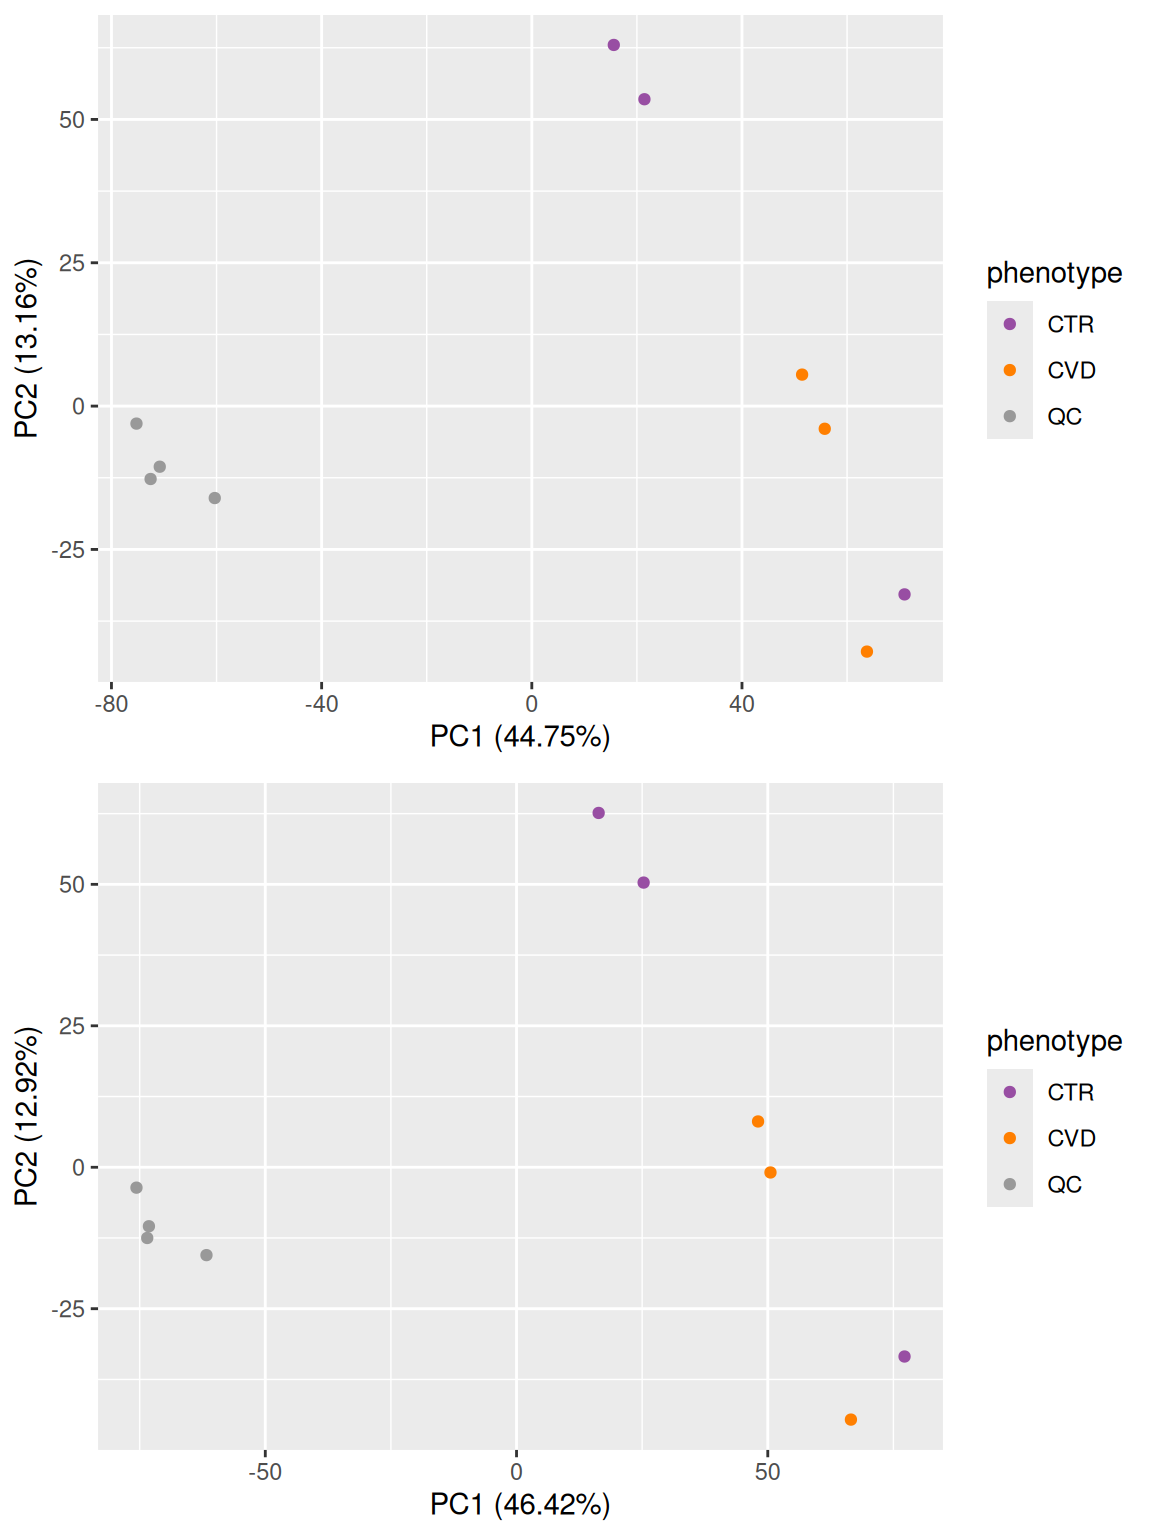 50
25
0
-25
PC2 (13.16%)
-80 -40 0 40
PC1 (44.75%)
phenotype
CTR
CVD
QC
50
25
0
-25
PC2 (12.92%)
-50 0 50
PC1 (46.42%)
phenotype
CTR
CVD
QC